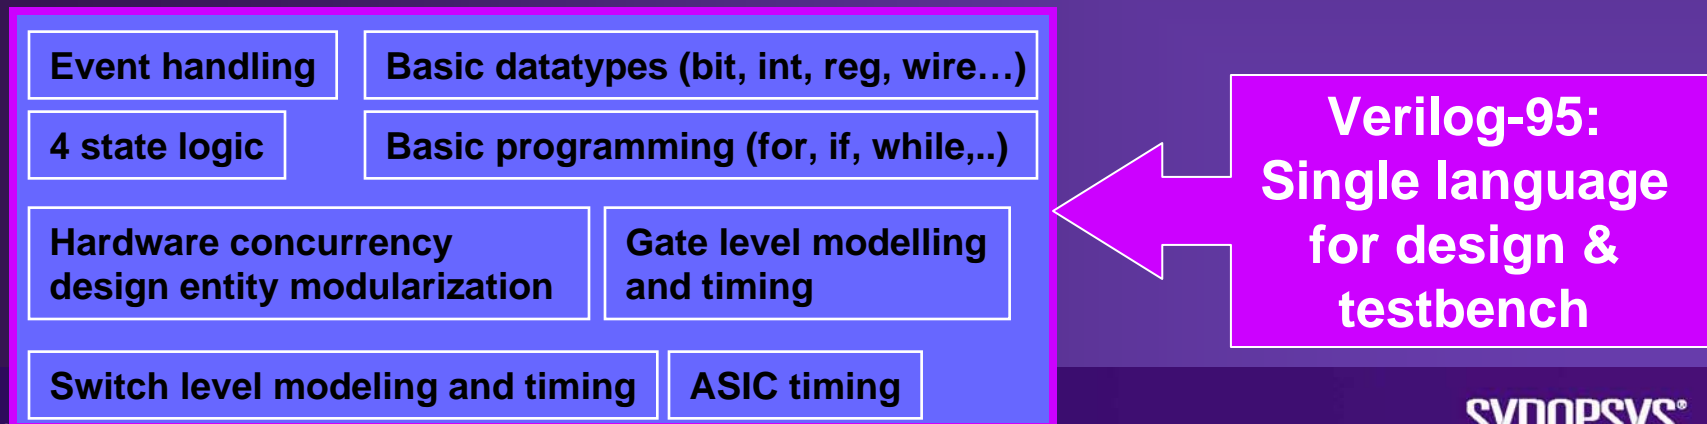 Event handling
Basic datatypes (bit, int, reg, wire…)
4 state logic
Basic programming (for, if, while,..)
Hardware concurrency
design entity modularization
Gate level modelling
and timing
Switch level modeling and timing
ASIC timing
Verilog-95:
Single language
for design &
testbench
SYNOPSYS®